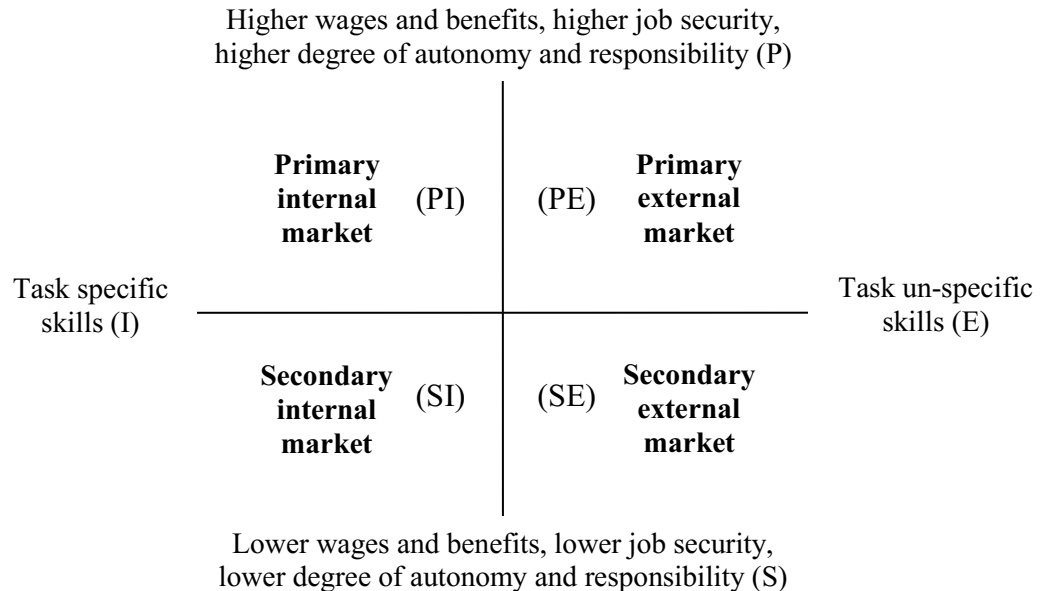 Higher wages and benefits, higher job security,
higher degree of autonomy and responsibility (P)
Primary
internal
market
(PI)
(PE)
Primary
external
market
Task specific
skills (I)
Task un-specific
skills (E)
Secondary
internal
market
(SI)
(SE)
Secondary
external
market
Lower wages and benefits, lower job security,
lower degree of autonomy and responsibility (S)